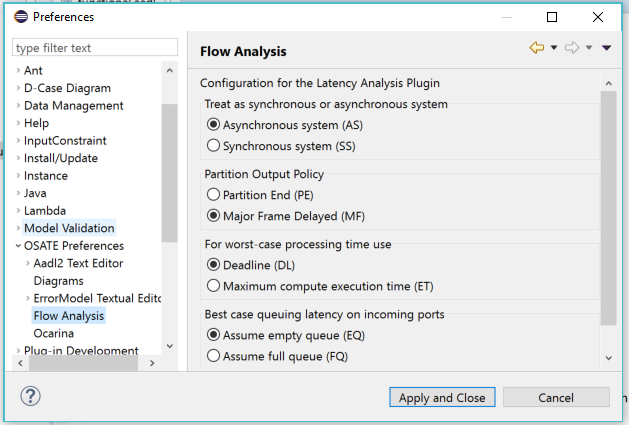 Preferences
type filter text
Ant
D-Case Diagram
Data Management
Help
InputConstraint
Install/Update
Instance
Java
Lambda
Model Validation
OSATE Preferences
Aadl2 Text Editor
Diagrams
ErrorModel Textual Edito
Flow Analysis
Ocarina
Plug-in Development
Flow Analysis
Configuration for the Latency Analysis Plugin
Treat as synchronous or asynchronous system
Asynchronous system (AS)
Synchronous system (SS)
Partition Output Policy
Partition End (PE)
Major Frame Delayed (MF)
For worst-case processing time use
Deadline (DL)
Maximum compute execution time (ET)
Best case queuing latency on incoming ports
Assume empty queue (EQ)
Assume full queue (FQ)
Apply and Close
Cancel